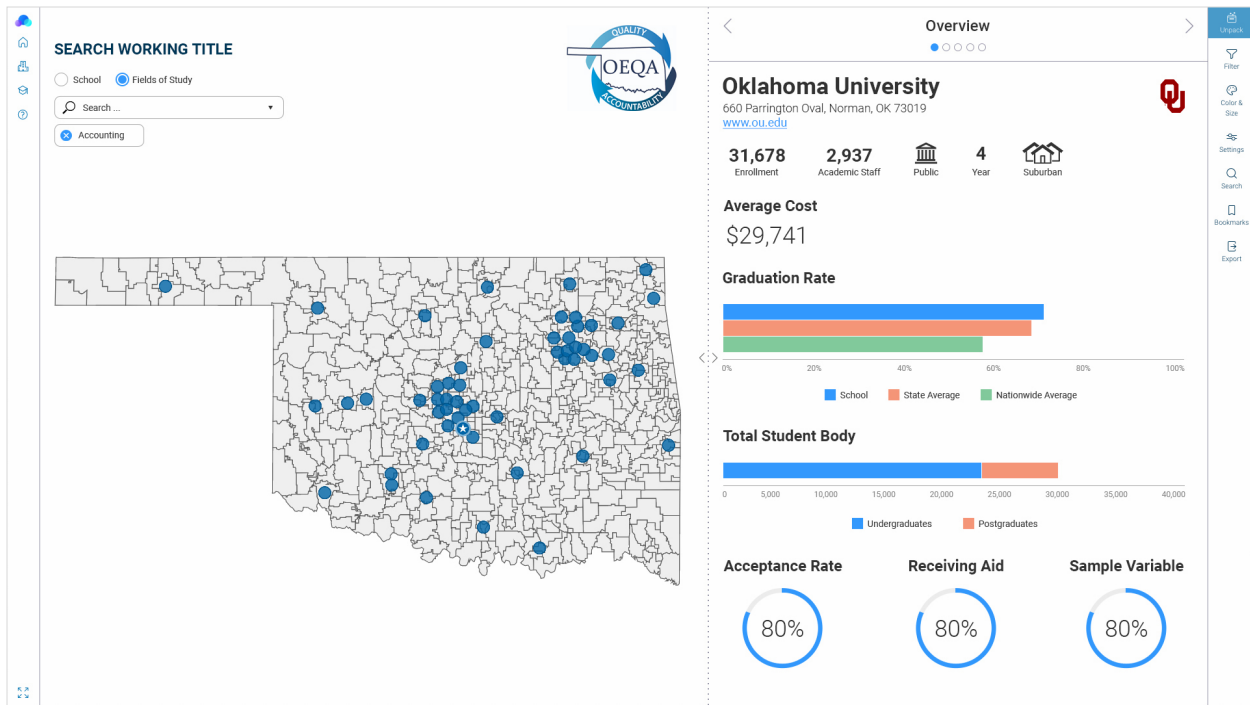 SEARCH WORKING TITLE
School
Fields of Study
Search ...
Accounting
QUALITY
OEQA
ACCOUNTABILITY
Overview
Oklahoma University
660 Parrington Oval, Norman, OK 73019
www.ou.edu
OU
31,678
2,937
4
Enrollment
Academic Staff
Public
Year
Suburban
Average Cost
$29,741
Graduation Rate
0%
20%
40%
60%
80%
100%
School
State Average
Nationwide Average
Total Student Body
0
5,000
10,000
15,000
20,000
25,000
30,000
35,000
40,000
Undergraduates
Postgraduates
Acceptance Rate
Receiving Aid
Sample Variable
80%
80%
80%
Unpack
Filter
Color &
Size
Settings
Search
Bookmarks
Export